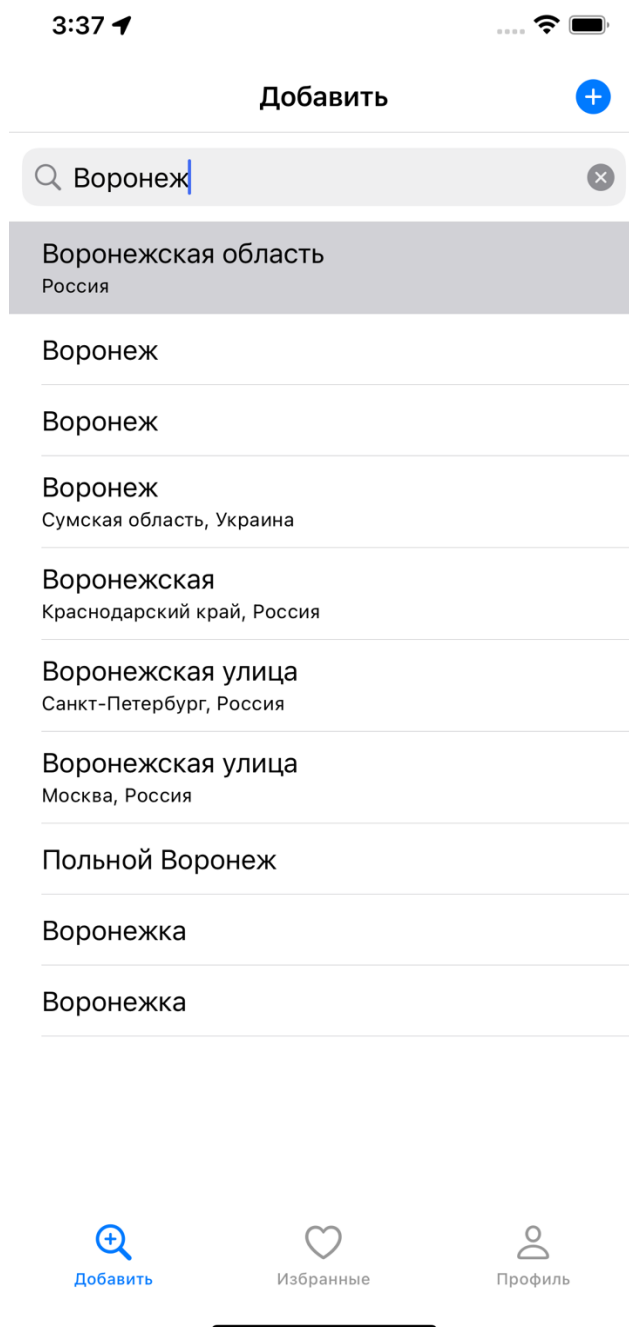 3:37
Добавить
Воронеж
Воронежская область
Россия
Воронеж
Воронеж
Воронеж
Сумская область, Украина
Воронежская
Краснодарский край, Россия
Воронежская улица
Санкт-Петербург, Россия
Воронежская улица
Москва, Россия
Польной Воронеж
Воронежка
Воронежка
Добавить
Избранные
Профиль